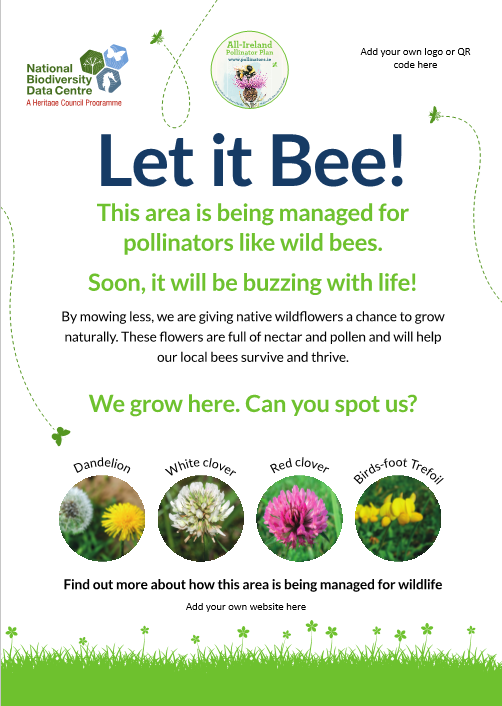 National
Biodiversity
Data Centre
A Heritage Council Programme
All-Ireland
Pollinator Plan
www.pollinators.ie
Add your own logo or QR
code here
Let it Bee!
This area is being managed for
pollinators like wild bees.
Soon, it will be buzzing with life!
By mowing less, we are giving native wildflowers a chance to grow
naturally. These flowers are full of nectar and pollen and will help
our local bees survive and thrive.
We grow here. Can you spot us?
Dandelion
White clover
Red clover
Birds-foot Trefoil
Find out more about how this area is being managed for wildlife
Add your own website here